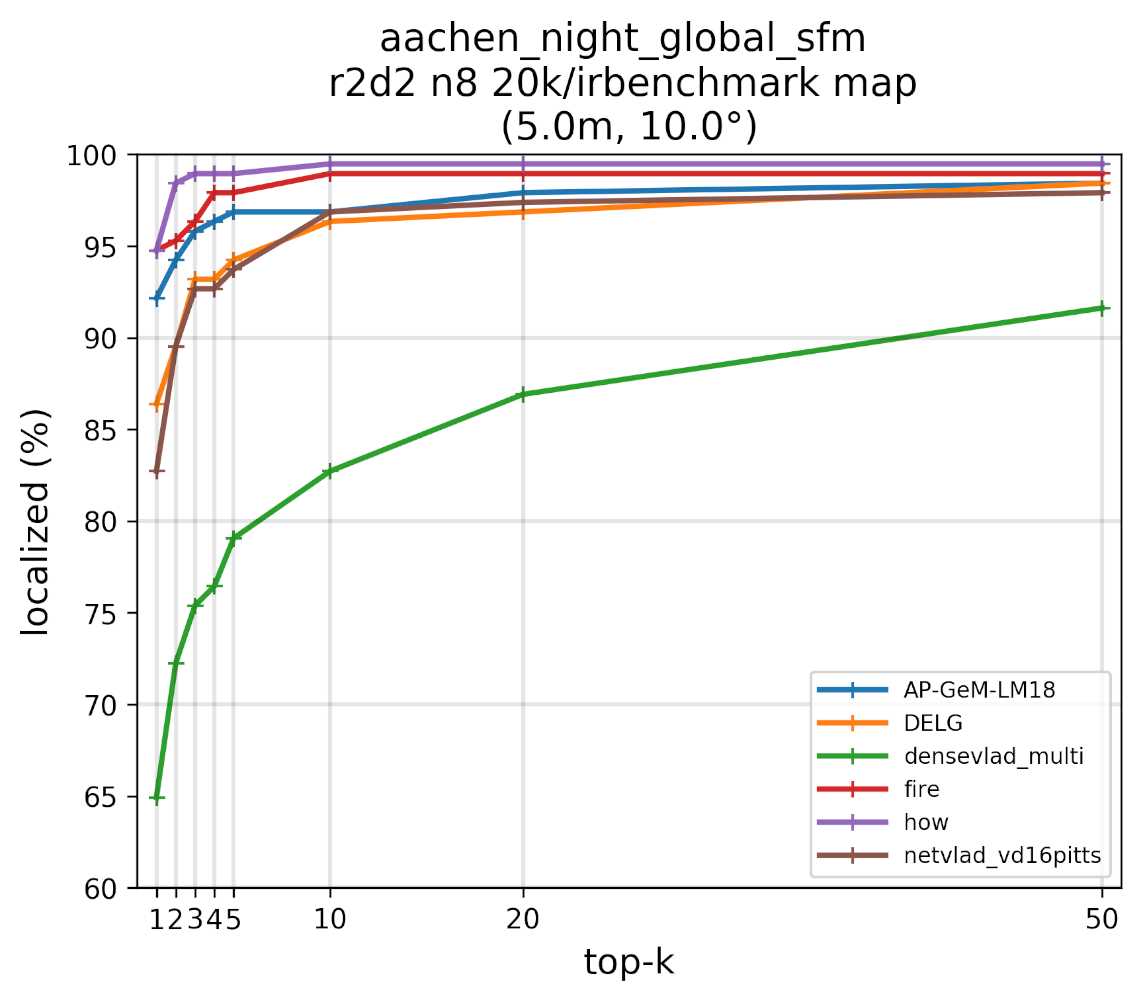 aachen_night_global_sfm
r2d2 n8 20k/irbenchmark map
(5.0m, 10.0°)
100
95
90
85
80
75
70
65
60
localized (%)
AP-GeM-LM18
DELG
densevlad_multi
fire
how
netvlad_vd16pitts
1 2 3 4 5 10 20 50
top-k